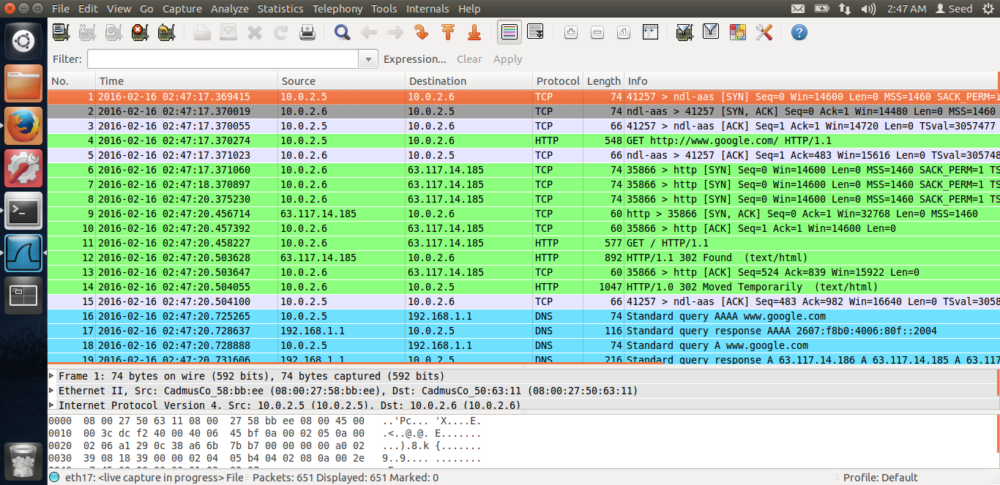 File Edit View Go Capture Analyze Statistics Telephony Tools Internals Help 2:47 AM Seed
Filter: Expression... Clear Apply
No. Time Source Destination Protocol Length Info
1 2016-02-16 02:47:17.369415 10.0.2.5 10.0.2.6 TCP 74 41257 > ndl-aas [SYN] Seq=0 Win=14600 Len=0 MSS=1460 SACK_PERM=1
2 2016-02-16 02:47:17.370019 10.0.2.6 10.0.2.5 TCP 74 ndl-aas > 41257 [SYN, ACK] Seq=0 Ack=1 Win=14480 Len=0 MSS=1460
3 2016-02-16 02:47:17.370055 10.0.2.5 10.0.2.6 TCP 66 41257 > ndl-aas [ACK] Seq=1 Ack=1 Win=14720 Len=0 TSval=3057477
4 2016-02-16 02:47:17.370274 10.0.2.5 10.0.2.6 HTTP 548 GET http://www.google.com/ HTTP/1.1
5 2016-02-16 02:47:17.371023 10.0.2.6 10.0.2.5 TCP 66 ndl-aas > 41257 [ACK] Seq=1 Ack=483 Win=15616 Len=0 TSval=305748
6 2016-02-16 02:47:17.371060 10.0.2.6 63.117.14.185 TCP 74 35866 > http [SYN] Seq=0 Win=14600 Len=0 MSS=1460 SACK_PERM=1 TS
7 2016-02-16 02:47:18.370897 10.0.2.6 63.117.14.185 TCP 74 35866 > http [SYN] Seq=0 Win=14600 Len=0 MSS=1460 SACK_PERM=1 TS
8 2016-02-16 02:47:20.375230 10.0.2.6 63.117.14.185 TCP 74 35866 > http [SYN] Seq=0 Win=14600 Len=0 MSS=1460 SACK_PERM=1 TS
9 2016-02-16 02:47:20.456714 63.117.14.185 10.0.2.6 TCP 60 http > 35866 [SYN, ACK] Seq=0 Ack=1 Win=32768 Len=0 MSS=1460
10 2016-02-16 02:47:20.457392 10.0.2.6 63.117.14.185 TCP 60 35866 > http [ACK] Seq=1 Ack=1 Win=14600 Len=0
11 2016-02-16 02:47:20.458227 10.0.2.6 63.117.14.185 HTTP 577 GET / HTTP/1.1
12 2016-02-16 02:47:20.503628 63.117.14.185 10.0.2.6 HTTP 892 HTTP/1.1 302 Found (text/html)
13 2016-02-16 02:47:20.503647 10.0.2.6 63.117.14.185 TCP 60 35866 > http [ACK] Seq=524 Ack=839 Win=15922 Len=0
14 2016-02-16 02:47:20.504055 10.0.2.6 10.0.2.5 HTTP 1047 HTTP/1.0 302 Moved Temporarily (text/html)
15 2016-02-16 02:47:20.504100 10.0.2.5 10.0.2.6 TCP 66 41257 > ndl-aas [ACK] Seq=483 Ack=982 Win=16640 Len=0 TSval=3058
16 2016-02-16 02:47:20.725265 10.0.2.5 192.168.1.1 DNS 74 Standard query AAAA www.google.com
17 2016-02-16 02:47:20.728637 192.168.1.1 10.0.2.5 DNS 116 Standard query response AAAA 2607:f8b0:4006:80f::2004
18 2016-02-16 02:47:20.728888 10.0.2.5 192.168.1.1 DNS 74 Standard query A www.google.com
19 2016-02-16 02:47:20.731606 192.168.1.1 10.0.2.5 DNS 216 Standard query response A 63.117.14.186 A 63.117.14.185 A 63.117
Frame 1: 74 bytes on wire (592 bits), 74 bytes captured (592 bits)
Ethernet II, Src: CadmusCo_58:bb:ee (08:00:27:58:bb:ee), Dst: CadmusCo_50:63:11 (08:00:27:50:63:11)
Internet Protocol Version 4, Src: 10.0.2.5 (10.0.2.5), Dst: 10.0.2.6 (10.0.2.6)
0000 08 00 27 50 63 11 08 00 27 58 bb ee 08 00 45 00 ..'Pc... 'X....E.
0010 00 3c dc f2 40 00 40 06 45 bf 0a 00 02 05 0a 00 .<..@.@. E.......
0020 02 06 a1 29 0c 38 a6 6b 7b b7 00 00 00 00 a0 02 ...).8.k {.......
0030 39 08 18 39 00 00 02 04 05 b4 04 02 08 0a 00 2e 9..9.... ........
eth17: <live capture in progress> File Packets: 651 Displayed: 651 Marked: 0 Profile: Default